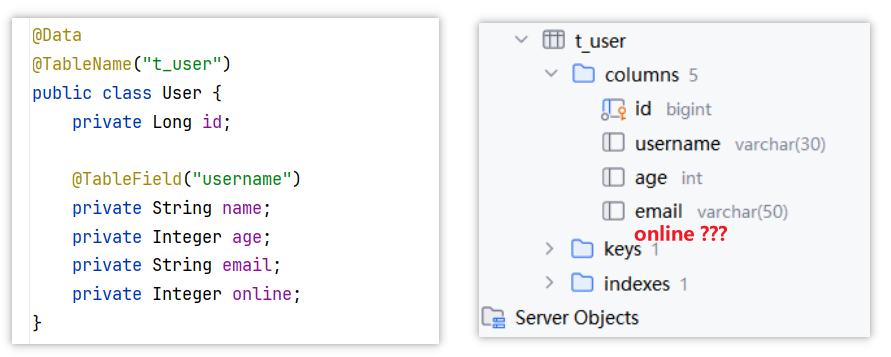 @Data
@TableName("t_user")
public class User {
    private Long id;
    @TableField("username")
    private String name;
    private Integer age;
    private String email;
    private Integer online;
}
t_user
columns 5
id bigint
username varchar(30)
age int
email varchar(50)
online ???
keys 1
indexes 1
Server Objects